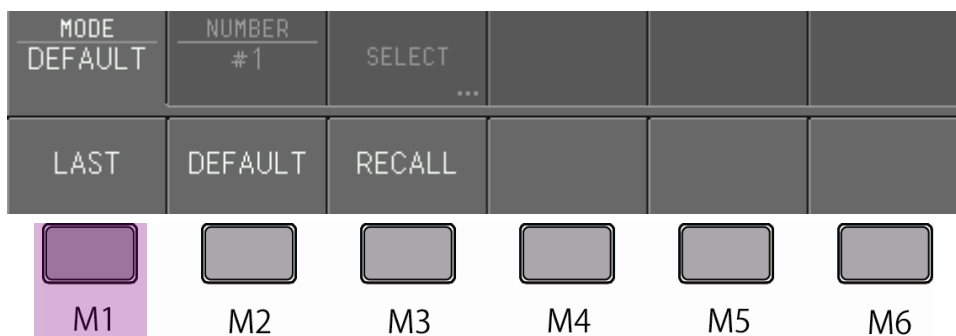 MODE NUMBER
DEFAULT #1 SELECT
...
LAST DEFAULT RECALL
M1 M2 M3 M4 M5 M6